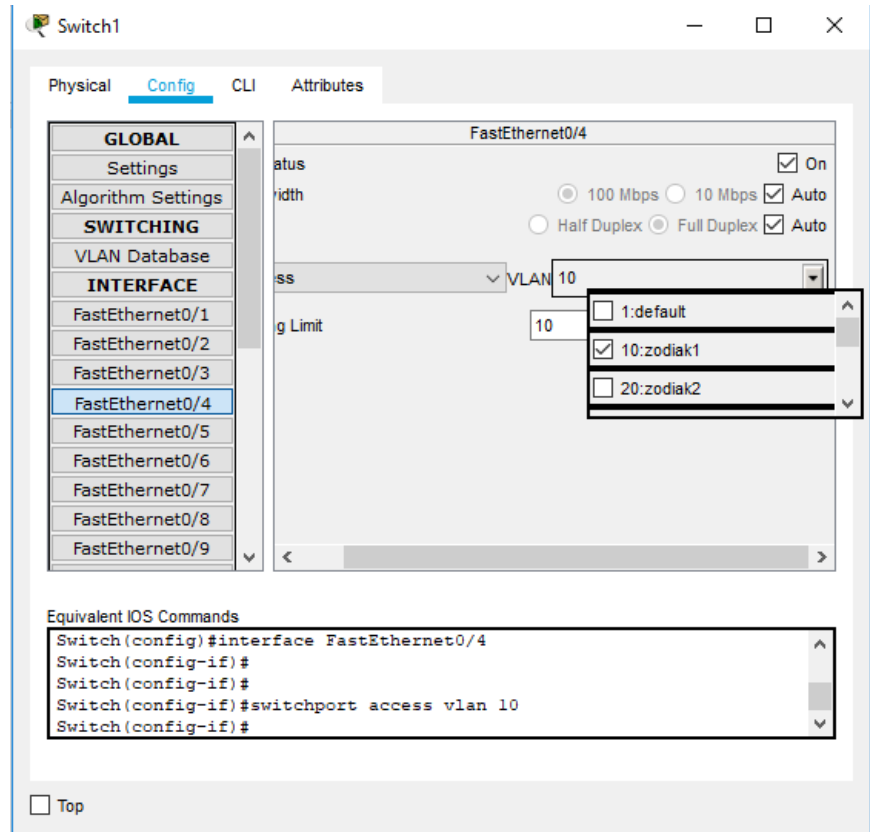 Switch1
Physical Config CLI Attributes
GLOBAL
Settings
Algorithm Settings
SWITCHING
VLAN Database
INTERFACE
FastEthernet0/1
FastEthernet0/2
FastEthernet0/3
FastEthernet0/4
FastEthernet0/5
FastEthernet0/6
FastEthernet0/7
FastEthernet0/8
FastEthernet0/9
FastEthernet0/4
atus On
idth 100 Mbps 10 Mbps Auto
Half Duplex Full Duplex Auto
ss VLAN 10
g Limit 10
1:default
10:zodiak1
20:zodiak2
Equivalent IOS Commands
Switch(config)#interface FastEthernet0/4
Switch(config-if)#
Switch(config-if)#
Switch(config-if)#switchport access vlan 10
Switch(config-if)#
Top